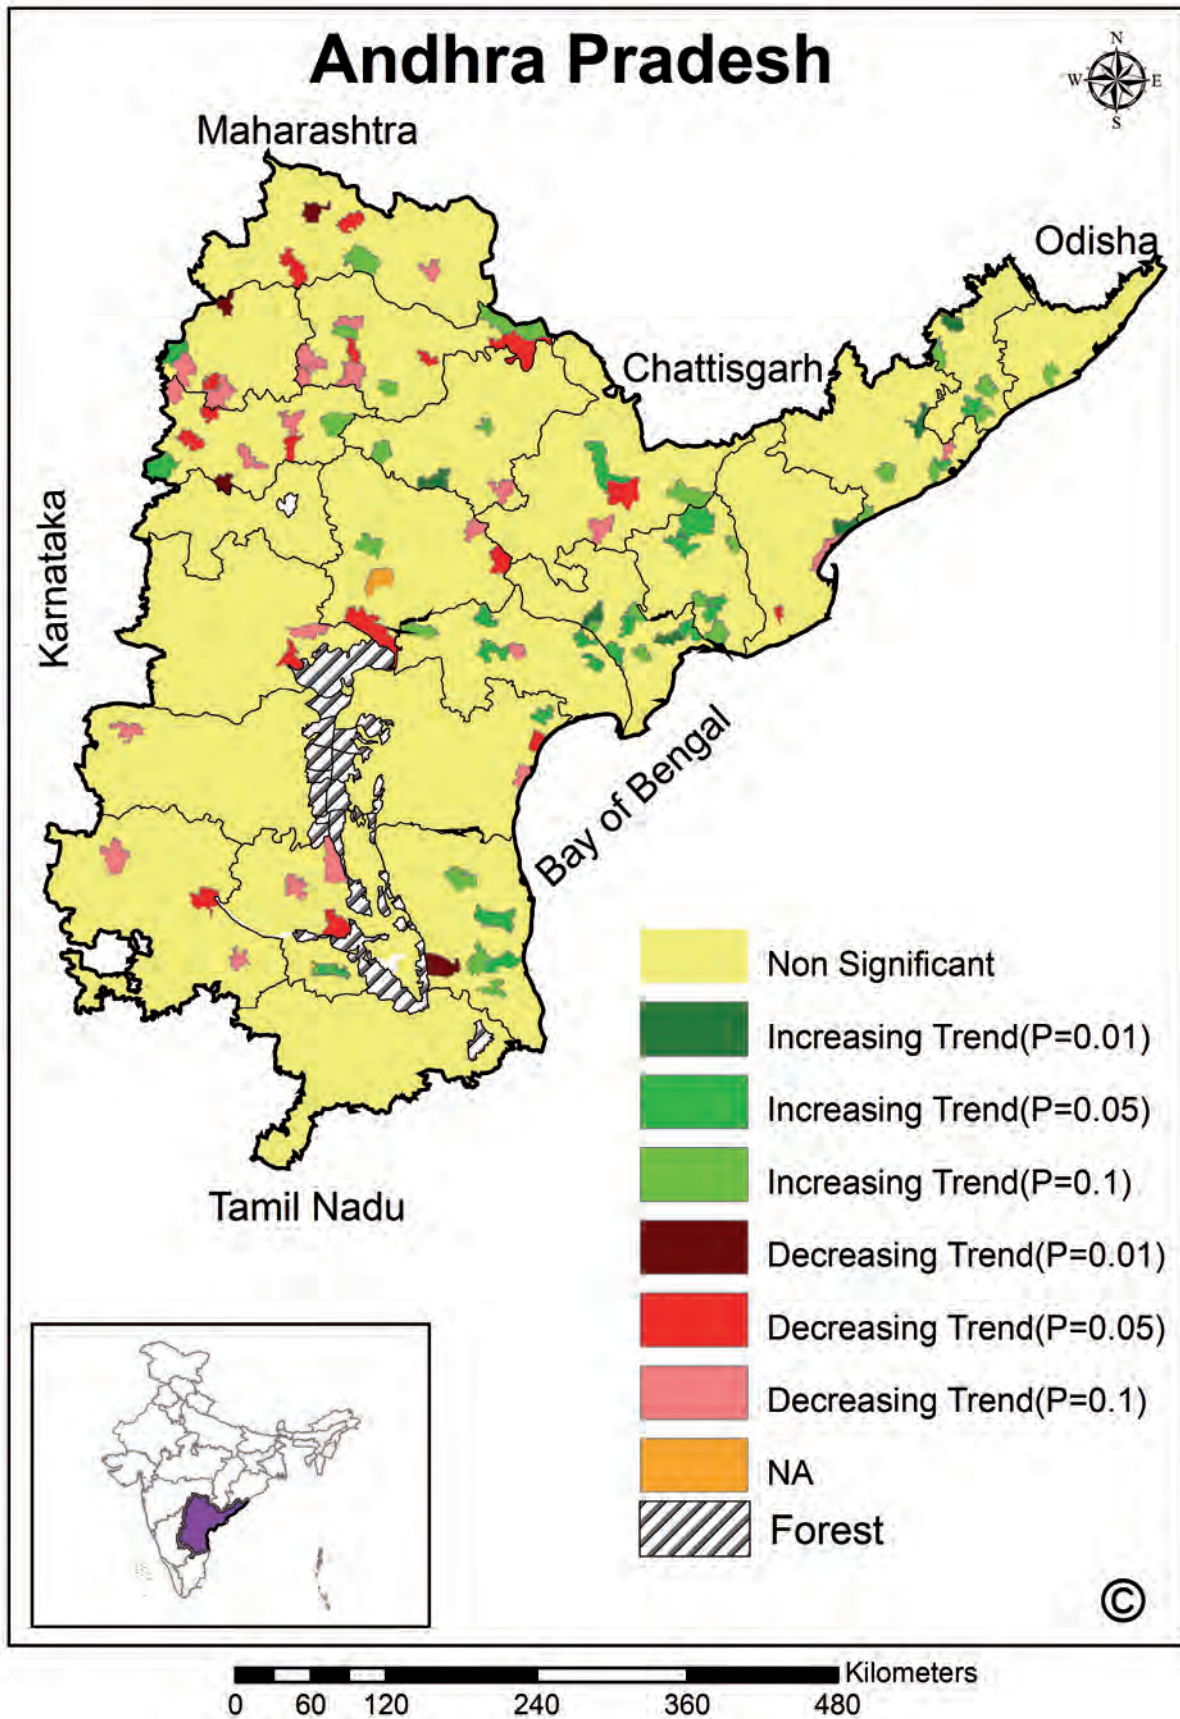 Andhra Pradesh
N
W
E
S
Maharashtra
Odisha
Chattisgarh
Karnataka
Bay of Bengal
Tamil Nadu
Non Significant
Increasing Trend(P=0.01)
Increasing Trend(P=0.05)
Increasing Trend(P=0.1)
Decreasing Trend(P=0.01)
Decreasing Trend(P=0.05)
Decreasing Trend(P=0.1)
NA
Forest
©
Kilometers
0 60 120 240 360 480